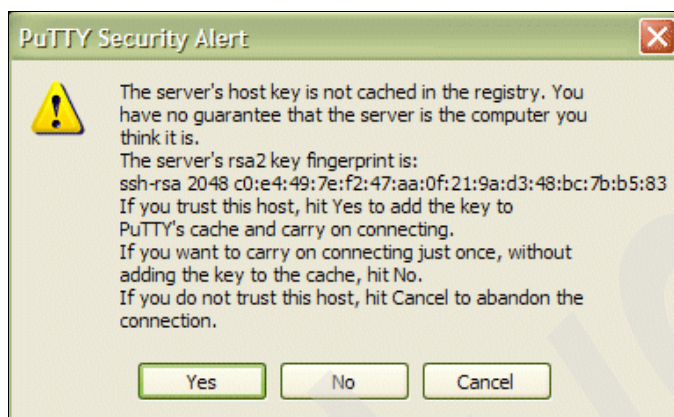 PuTTY Security Alert
The server's host key is not cached in the registry. You
have no guarantee that the server is the computer you
think it is.
The server's rsa2 key fingerprint is:
ssh-rsa 2048 c0:e4:49:7e:f2:47:aa:0f:21:9a:d3:48:bc:7b:b5:83
If you trust this host, hit Yes to add the key to
PuTTY's cache and carry on connecting.
If you want to carry on connecting just once, without
adding the key to the cache, hit No.
If you do not trust this host, hit Cancel to abandon the
connection.
Yes No Cancel